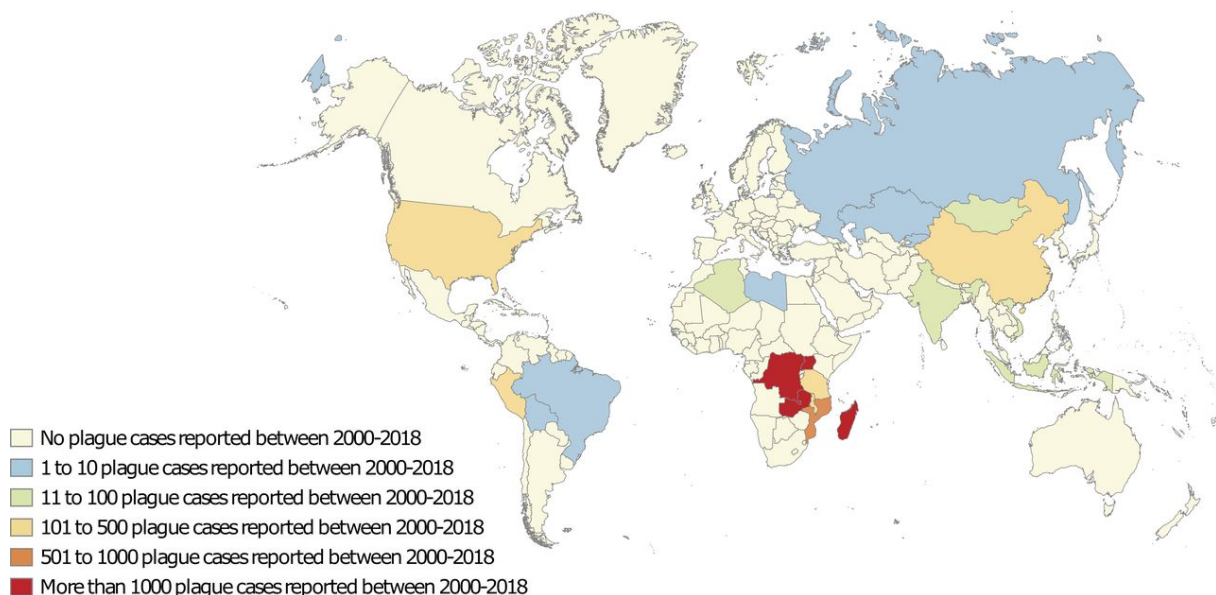 No plague cases reported between 2000-2018
1 to 10 plague cases reported between 2000-2018
11 to 100 plague cases reported between 2000-2018
101 to 500 plague cases reported between 2000-2018
501 to 1000 plague cases reported between 2000-2018
More than 1000 plague cases reported between 2000-2018